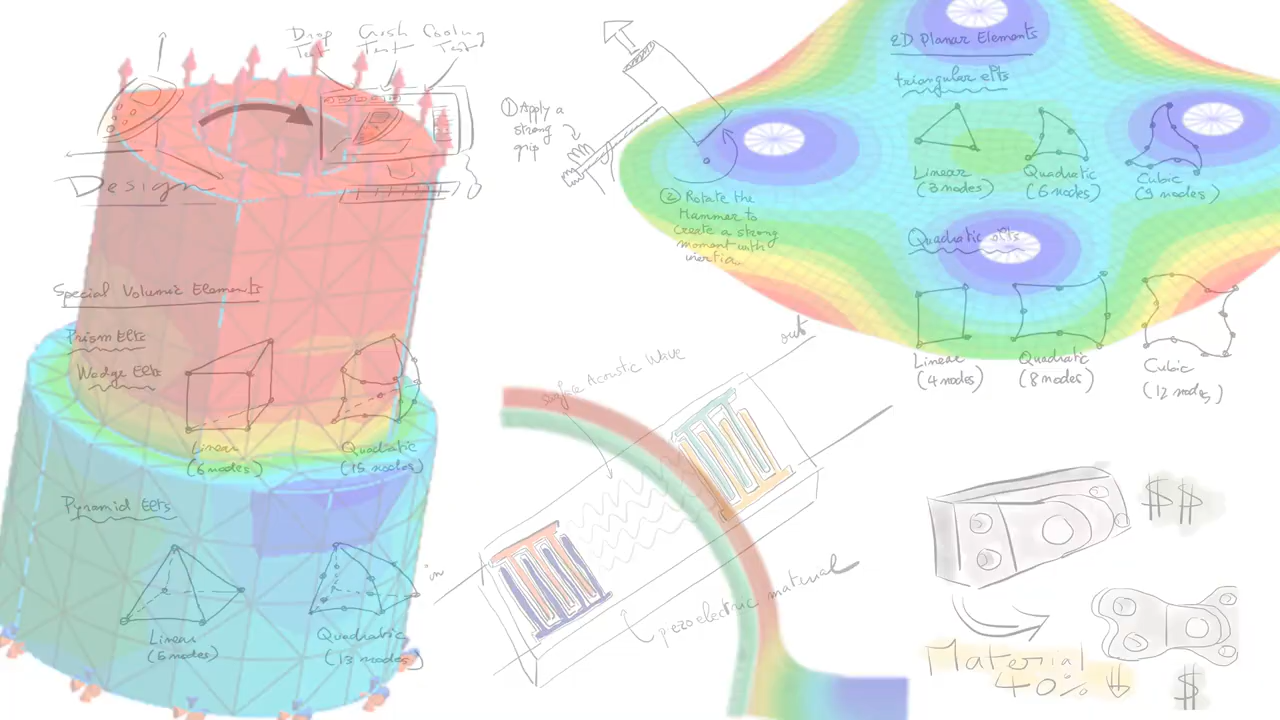 Drop Test
Crash Test
Cooling Test
Design
① Apply a
strong
grip
② Rotate the
Hammer to
create a strong
moment with
inertia
2D Planar Elements
triangular elts
Linear
(3 nodes)
Quadratic
(6 nodes)
Cubic
(9 nodes)
Quadratic elts
Linear
(4 nodes)
Quadratic
(8 nodes)
Cubic
(12 nodes)
Special Volumic Elements
Prism Elts
Wedge Elts
Linear
(6 nodes)
Quadratic
(15 nodes)
Pyramid Elts
Linear
(5 nodes)
Quadratic
(13 nodes)
Surface Acoustic Wave
out
in
piezoelectric material
$$
Material
40% ↓
$